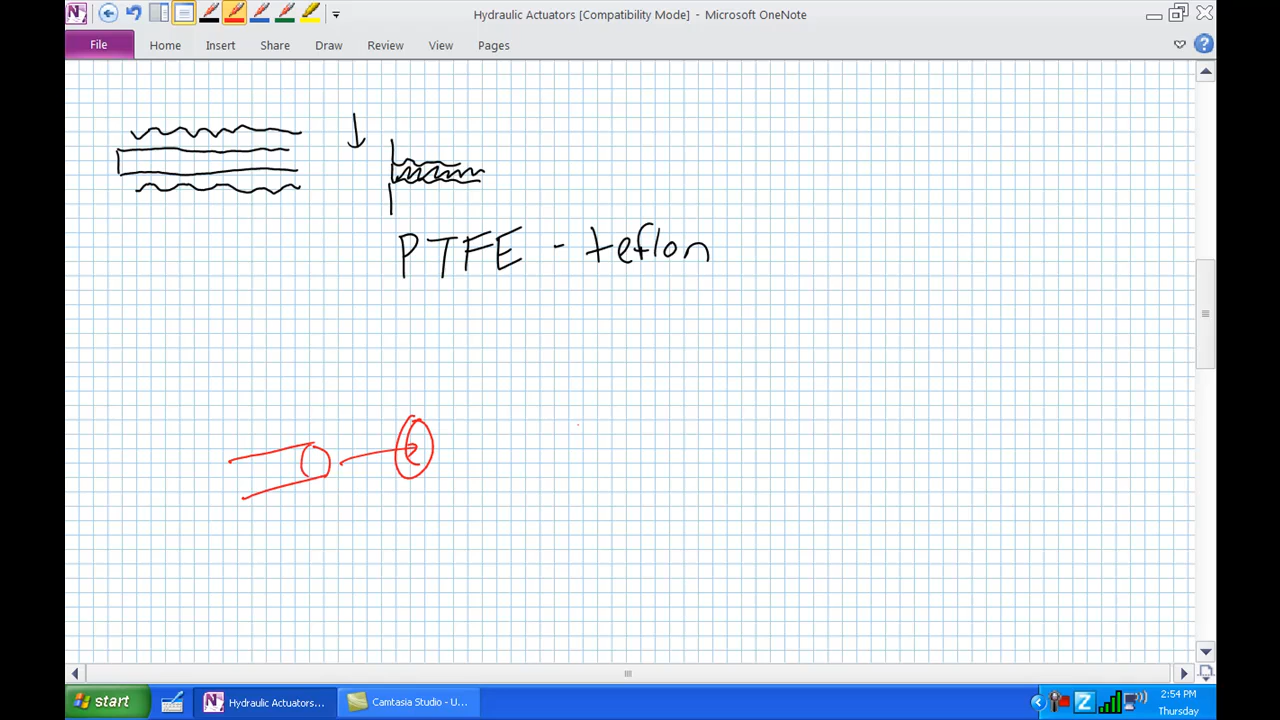 Hydraulic Actuators [Compatibility Mode] - Microsoft OneNote
File Home Insert Share Draw Review View Pages
PTFE - teflon
start Hydraulic Actuators... Camtasia Studio - U... 2:54 PM
Thursday